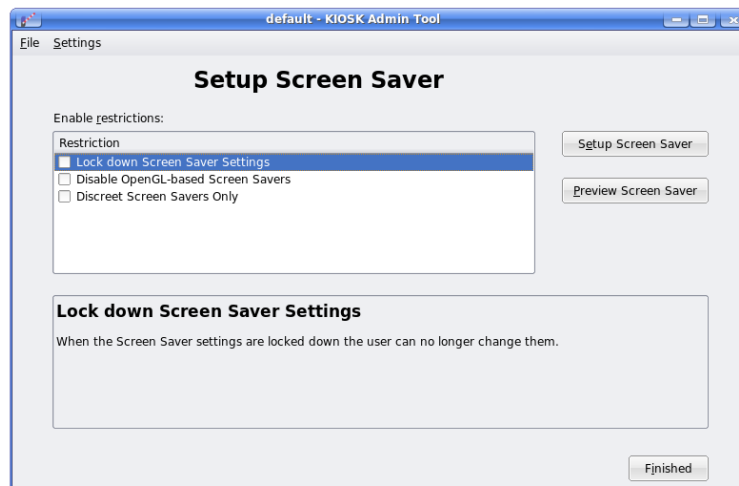 default - KIOSK Admin Tool
File Settings
Setup Screen Saver
Enable restrictions:
Restriction
Lock down Screen Saver Settings
Disable OpenGL-based Screen Savers
Discreet Screen Savers Only
Setup Screen Saver
Preview Screen Saver
Lock down Screen Saver Settings
When the Screen Saver settings are locked down the user can no longer change them.
Finished